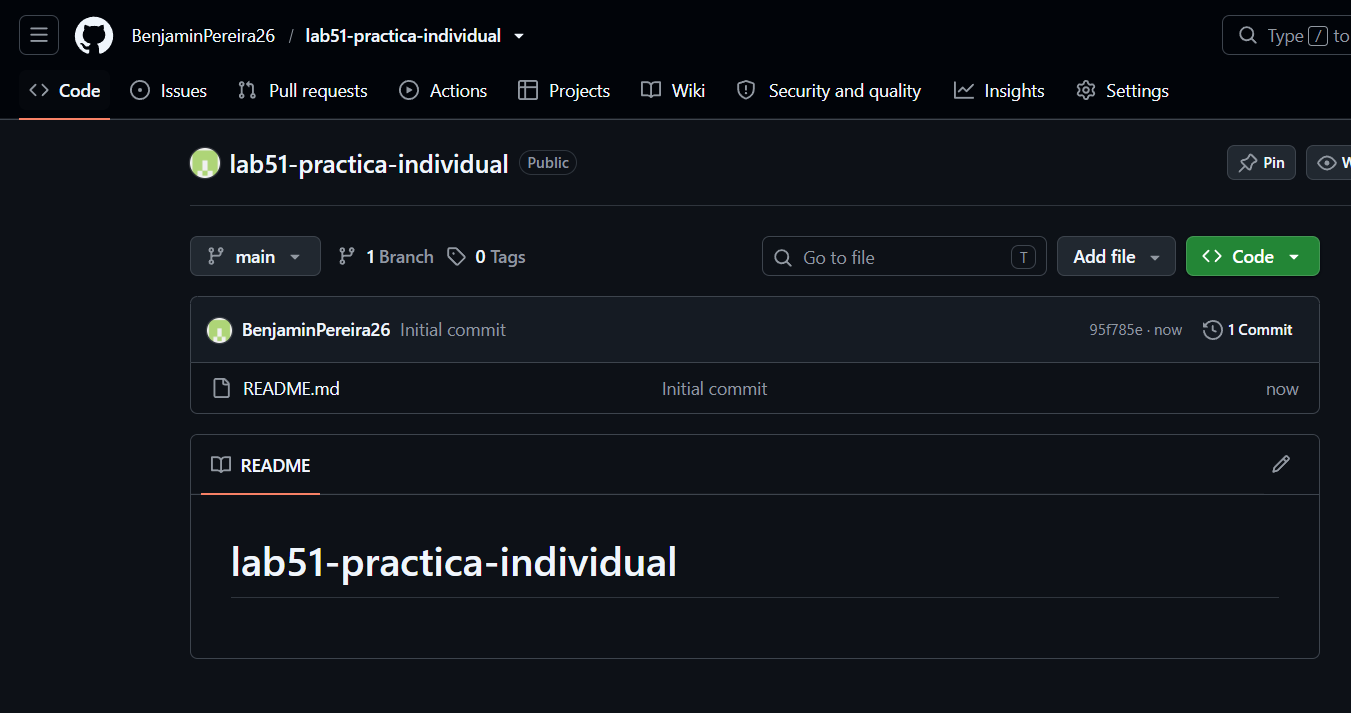 BenjaminPereira26 / lab51-practica-individual
Type / to
Code Issues Pull requests Actions Projects Wiki Security and quality Insights Settings
lab51-practica-individual Public
Pin W
main 1 Branch 0 Tags
Go to file T
Add file
Code
BenjaminPereira26 Initial commit 95f785e · now 1 Commit
README.md Initial commit now
README
lab51-practica-individual